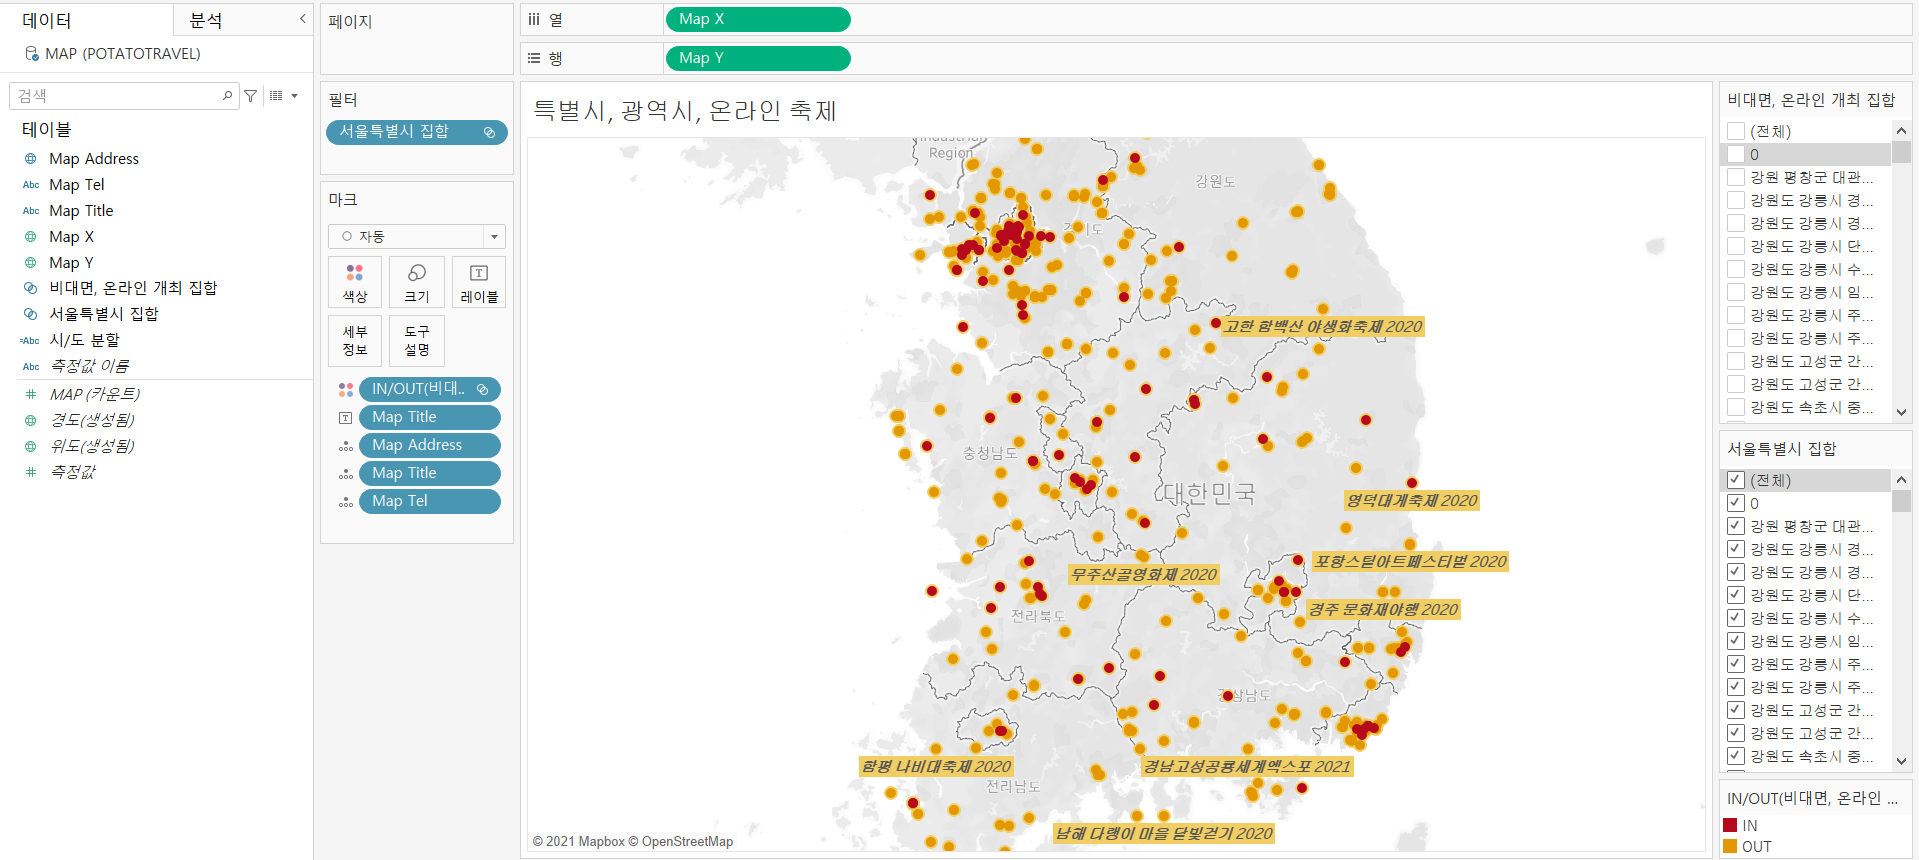 데이터
분석
MAP (POTATOTRAVEL)
검색
테이블
Map Address
Abc Map Tel
Abc Map Title
Map X
Map Y
비대면, 온라인 개최 집합
서울특별시 집합
=Abc 시/도 분할
Abc 측정값 이름
# MAP (카운트)
경도(생성됨)
위도(생성됨)
# 측정값
페이지
필터
서울특별시 집합
마크
자동
색상
크기
레이블
세부
정보
도구
설명
IN/OUT(비대..
Map Title
Map Address
Map Title
Map Tel
열
Map X
행
Map Y
특별시, 광역시, 온라인 축제
Industrial
Region
강원도
경기도
고한 함백산 야생화축제 2020
충청남도
대한민국
영덕대게축제 2020
포항스틸아트페스티벌 2020
무주산골영화제 2020
경주 문화재야행 2020
전라북도
경상남도
함평 나비대축제 2020
경남고성공룡세계엑스포 2021
전라남도
남해 다랭이 마을 달빛걷기 2020
© 2021 Mapbox © OpenStreetMap
비대면, 온라인 개최 집합
(전체)
0
강원 평창군 대관...
강원도 강릉시 경...
강원도 강릉시 경...
강원도 강릉시 단...
강원도 강릉시 수...
강원도 강릉시 임...
강원도 강릉시 주...
강원도 강릉시 주...
강원도 고성군 간...
강원도 고성군 간...
강원도 속초시 중...
서울특별시 집합
(전체)
0
강원 평창군 대관...
강원도 강릉시 경...
강원도 강릉시 경...
강원도 강릉시 단...
강원도 강릉시 수...
강원도 강릉시 임...
강원도 강릉시 주...
강원도 강릉시 주...
강원도 고성군 간...
강원도 고성군 간...
강원도 속초시 중...
IN/OUT(비대면, 온라인 ...
IN
OUT